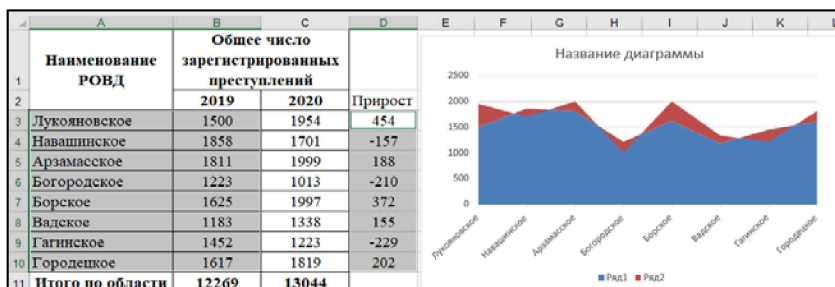 A B C D E F G H I J K L
1 Наименование РОВД Общее число зарегистрированных преступлений
2 2019 2020 Прирост
3 Лукояновское 1500 1954 454
4 Навашинское 1858 1701 -157
5 Арзамасское 1811 1999 188
6 Богородское 1223 1013 -210
7 Борское 1625 1997 372
8 Вадское 1183 1338 155
9 Гагинское 1452 1223 -229
10 Городецкое 1617 1819 202
11 Итого по области 12269 13044
Название диаграммы
2500
2000
1500
1000
500
0
Лукояновское Навашинское Арзамасское Богородское Борское Вадское Гагинское Городецкое
Ряд1 Ряд2